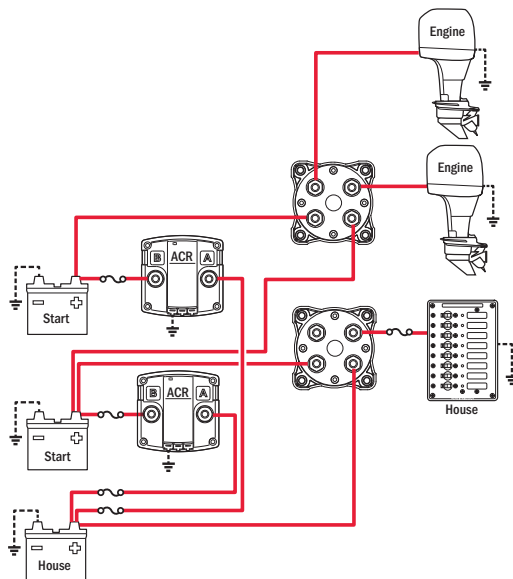 Engine
Engine
B ACR A
- +
Start
House
B ACR A
- +
Start
- +
House